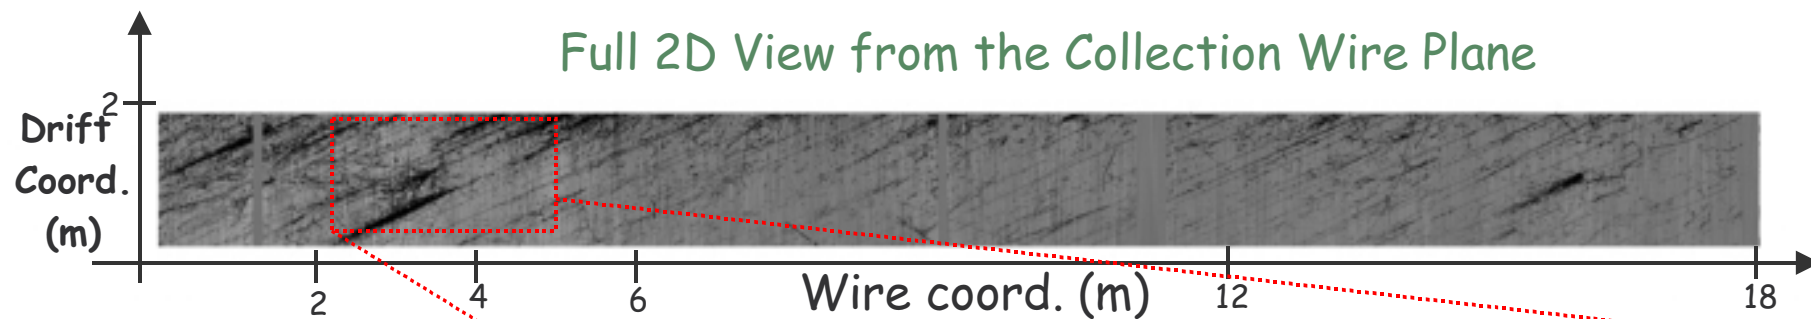 Full 2D View from the Collection Wire Plane
2
Drift
Coord.
(m)
2 4 6 12 18
Wire coord. (m)